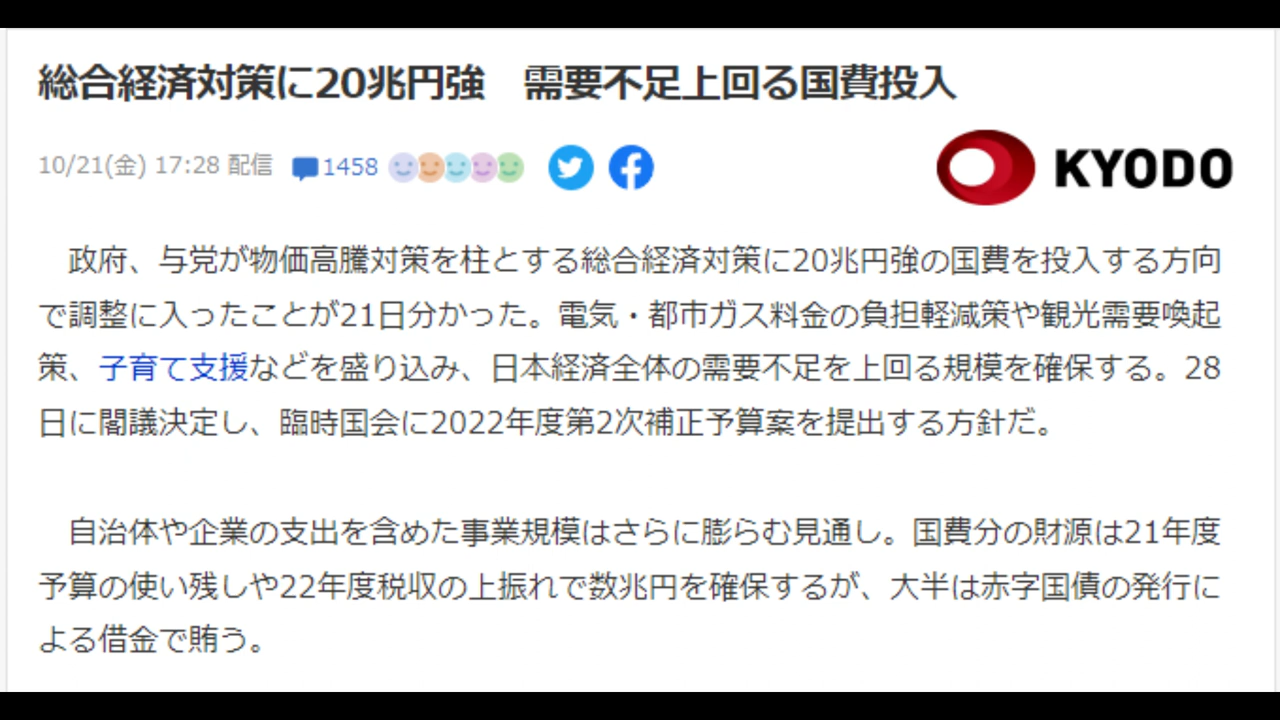 総合経済対策に20兆円強　需要不足上回る国費投入
10/21(金) 17:28 配信 1458
KYODO
　政府、与党が物価高騰対策を柱とする総合経済対策に20兆円強の国費を投入する方向
で調整に入ったことが21日分かった。電気・都市ガス料金の負担軽減策や観光需要喚起
策、子育て支援などを盛り込み、日本経済全体の需要不足を上回る規模を確保する。28
日に閣議決定し、臨時国会に2022年度第2次補正予算案を提出する方針だ。
　自治体や企業の支出を含めた事業規模はさらに膨らむ見通し。国費分の財源は21年度
予算の使い残しや22年度税収の上振れで数兆円を確保するが、大半は赤字国債の発行に
よる借金で賄う。